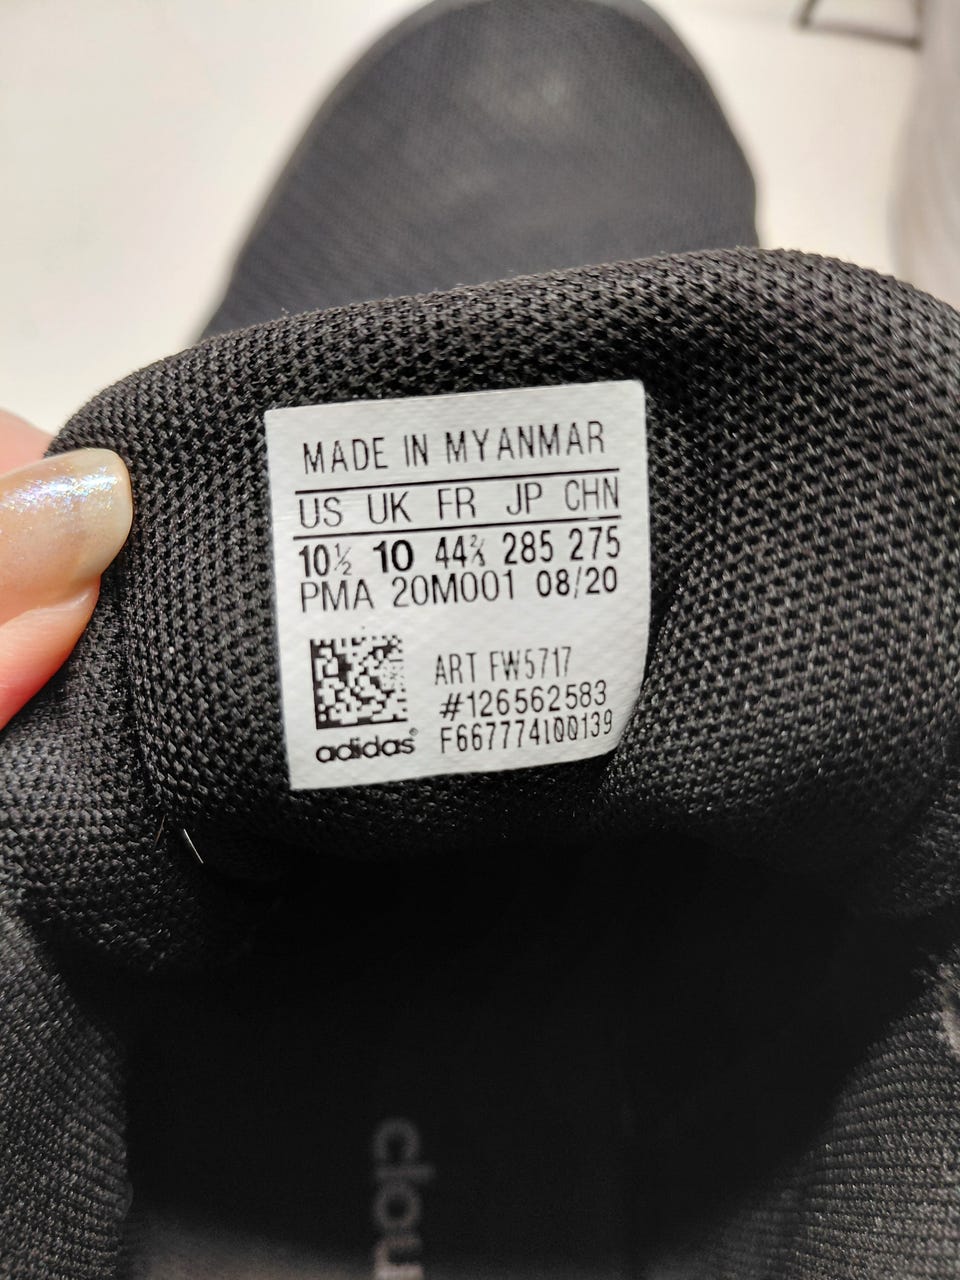 MADE IN MYANMAR
US UK FR JP CHN
10½ 10 44⅔ 285 275
PMA 20M001 08/20
ART FW5717
#126562583
F667774100139
adidas®
clou